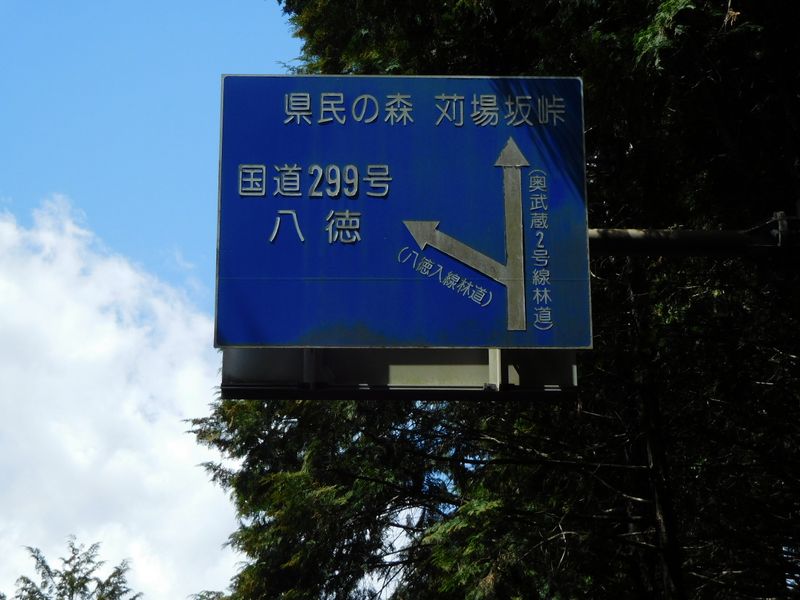 県民の森 苅場坂峠
国道299号
八徳
(八徳入線林道)
(奥武蔵2号線林道)